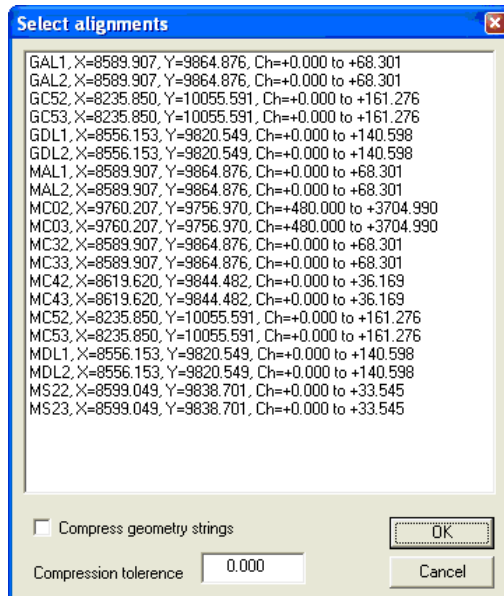 Select alignments
GAL1, X=8589.907, Y=9864.876, Ch=+0.000 to +68.301
GAL2, X=8589.907, Y=9864.876, Ch=+0.000 to +68.301
GC52, X=8235.850, Y=10055.591, Ch=+0.000 to +161.276
GC53, X=8235.850, Y=10055.591, Ch=+0.000 to +161.276
GDL1, X=8556.153, Y=9820.549, Ch=+0.000 to +140.598
GDL2, X=8556.153, Y=9820.549, Ch=+0.000 to +140.598
MAL1, X=8589.907, Y=9864.876, Ch=+0.000 to +68.301
MAL2, X=8589.907, Y=9864.876, Ch=+0.000 to +68.301
MC02, X=9760.207, Y=9756.970, Ch=+480.000 to +3704.990
MC03, X=9760.207, Y=9756.970, Ch=+480.000 to +3704.990
MC32, X=8589.907, Y=9864.876, Ch=+0.000 to +68.301
MC33, X=8589.907, Y=9864.876, Ch=+0.000 to +68.301
MC42, X=8619.620, Y=9844.482, Ch=+0.000 to +36.169
MC43, X=8619.620, Y=9844.482, Ch=+0.000 to +36.169
MC52, X=8235.850, Y=10055.591, Ch=+0.000 to +161.276
MC53, X=8235.850, Y=10055.591, Ch=+0.000 to +161.276
MDL1, X=8556.153, Y=9820.549, Ch=+0.000 to +140.598
MDL2, X=8556.153, Y=9820.549, Ch=+0.000 to +140.598
MS22, X=8599.049, Y=9838.701, Ch=+0.000 to +33.545
MS23, X=8599.049, Y=9838.701, Ch=+0.000 to +33.545
Compress geometry strings
OK
Compression tolerence 0.000
Cancel